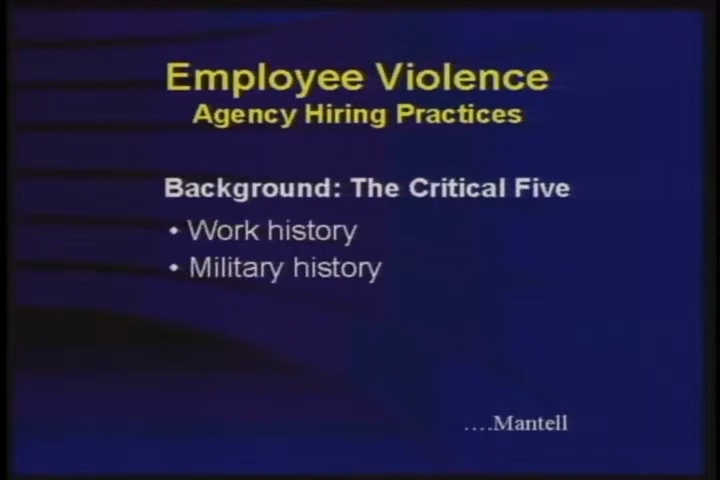 Employee Violence
Agency Hiring Practices
Background: The Critical Five
• Work history
• Military history
....Mantell